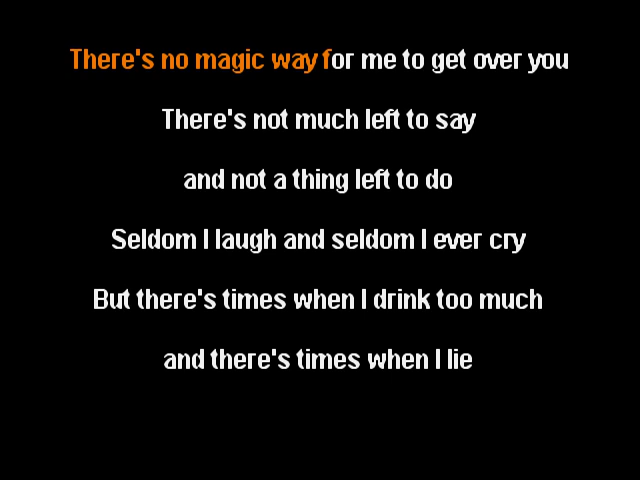 There's no magic way for me to get over you
There's not much left to say
and not a thing left to do
Seldom I laugh and seldom I ever cry
But there's times when I drink too much
and there's times when I lie